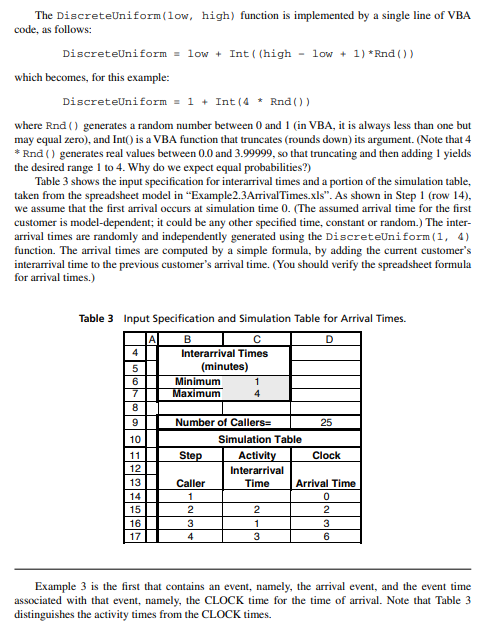 The DiscreteUniform(low, high) function is implemented by a single line of VBA
code, as follows:
DiscreteUniform = low + Int((high - low + 1)*Rnd())
which becomes, for this example:
DiscreteUniform = 1 + Int(4 * Rnd())
where Rnd() generates a random number between 0 and 1 (in VBA, it is always less than one but
may equal zero), and Int() is a VBA function that truncates (rounds down) its argument. (Note that 4
* Rnd() generates real values between 0.0 and 3.99999, so that truncating and then adding 1 yields
the desired range 1 to 4. Why do we expect equal probabilities?)
Table 3 shows the input specification for interarrival times and a portion of the simulation table,
taken from the spreadsheet model in “Example2.3ArrivalTimes.xls”. As shown in Step 1 (row 14),
we assume that the first arrival occurs at simulation time 0. (The assumed arrival time for the first
customer is model-dependent; it could be any other specified time, constant or random.) The inter-
arrival times are randomly and independently generated using the DiscreteUniform(1, 4)
function. The arrival times are computed by a simple formula, by adding the current customer’s
interarrival time to the previous customer’s arrival time. (You should verify the spreadsheet formula
for arrival times.)
Table 3 Input Specification and Simulation Table for Arrival Times.
A B C D
4 Interarrival Times
5 (minutes)
6 Minimum 1
7 Maximum 4
8
9 Number of Callers= 25
10 Simulation Table
11 Step Activity Clock
12 Interarrival
13 Caller Time Arrival Time
14 1 0
15 2 2 2
16 3 1 3
17 4 3 6
Example 3 is the first that contains an event, namely, the arrival event, and the event time
associated with that event, namely, the CLOCK time for the time of arrival. Note that Table 3
distinguishes the activity times from the CLOCK times.